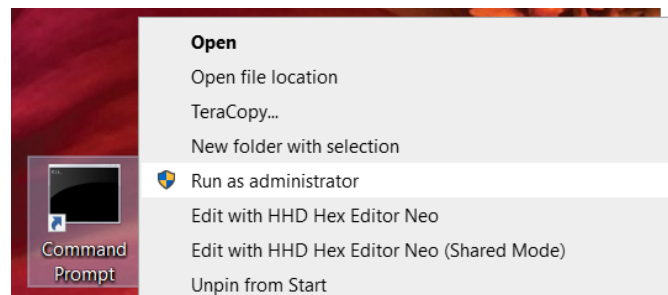 Open
Open file location
TeraCopy...
New folder with selection
Run as administrator
Edit with HHD Hex Editor Neo
Edit with HHD Hex Editor Neo (Shared Mode)
Unpin from Start
Command
Prompt